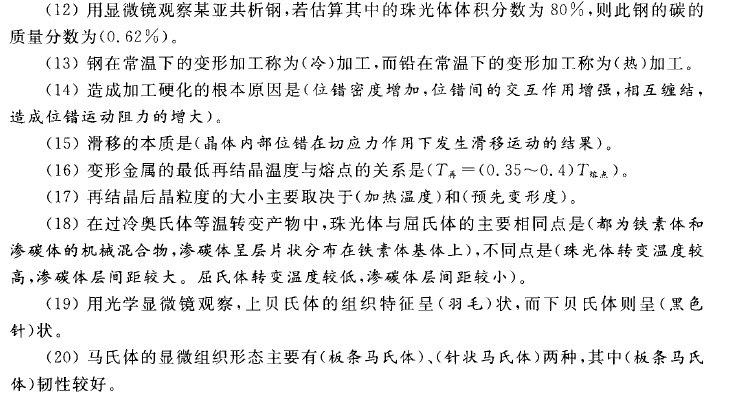 (12) 用显微镜观察某亚共析钢,若估算其中的珠光体体积分数为 80%,则此钢的碳的
质量分数为(0.62%)。
(13) 钢在常温下的变形加工称为(冷)加工,而铅在常温下的变形加工称为(热)加工。
(14) 造成加工硬化的根本原因是(位错密度增加,位错间的交互作用增强,相互缠结,
造成位错运动阻力的增大)。
(15) 滑移的本质是(晶体内部位错在切应力作用下发生滑移运动的结果)。
(16) 变形金属的最低再结晶温度与熔点的关系是(T再=(0.35~0.4)T熔点)。
(17) 再结晶后晶粒度的大小主要取决于(加热温度)和(预先变形度)。
(18) 在过冷奥氏体等温转变产物中,珠光体与屈氏体的主要相同点是(都为铁素体和
渗碳体的机械混合物,渗碳体呈层片状分布在铁素体基体上),不同点是(珠光体转变温度较
高,渗碳体层间距较大。屈氏体转变温度较低,渗碳体层间距较小)。
(19) 用光学显微镜观察,上贝氏体的组织特征呈(羽毛)状,而下贝氏体则呈(黑色
针)状。
(20) 马氏体的显微组织形态主要有(板条马氏体)、(针状马氏体)两种,其中(板条马氏
体)韧性较好。